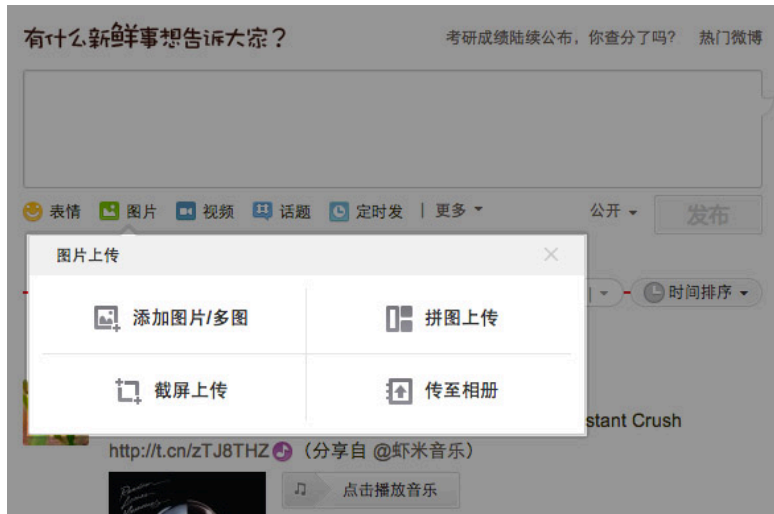 有什么新鲜事想告诉大家？
考研成绩陆续公布，你查分了吗？ 热门微博
表情 图片 视频 话题 定时发 | 更多 公开 发布
图片上传
时间排序
添加图片/多图 拼图上传
截屏上传 传至相册
stant Crush
http://t.cn/zTJ8THZ （分享自 @虾米音乐）
点击播放音乐